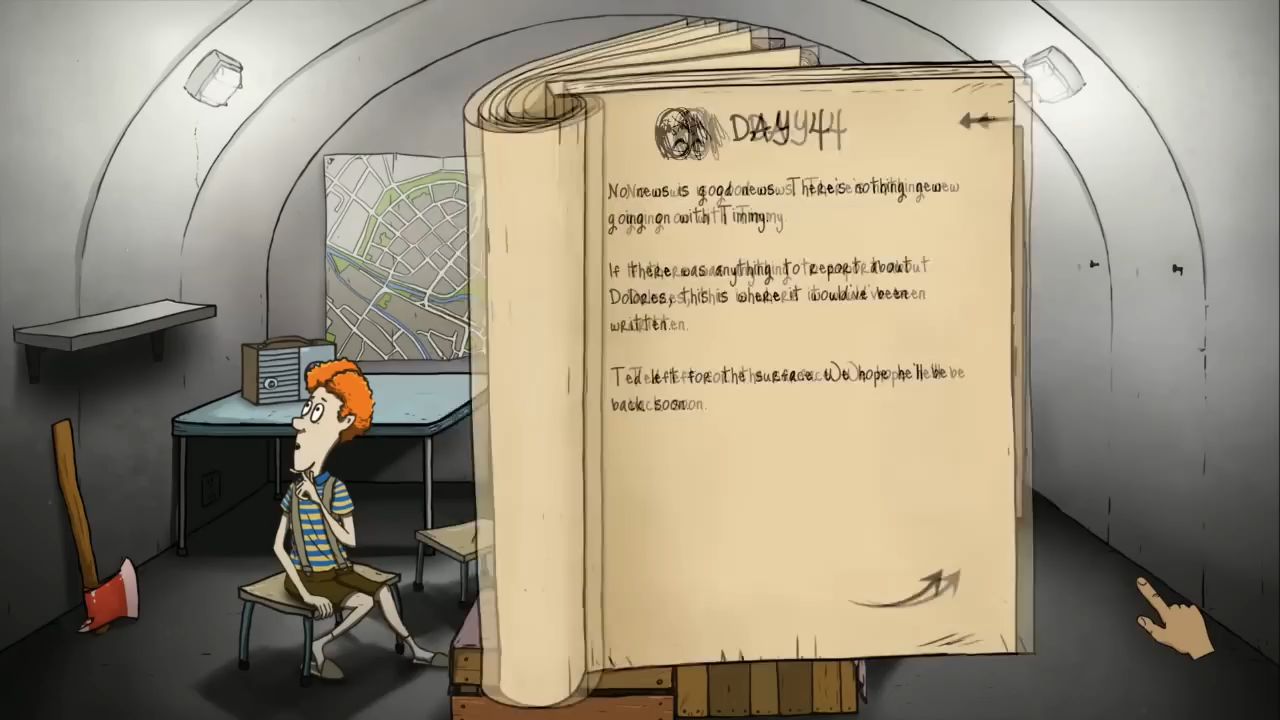 DAY 44
No news is good news. There's nothing new
going on with Timmy.
If there was anything to report about
Dolores, this is where it would've been
written.
Ted left for the surface. We hope he'll be
back soon.